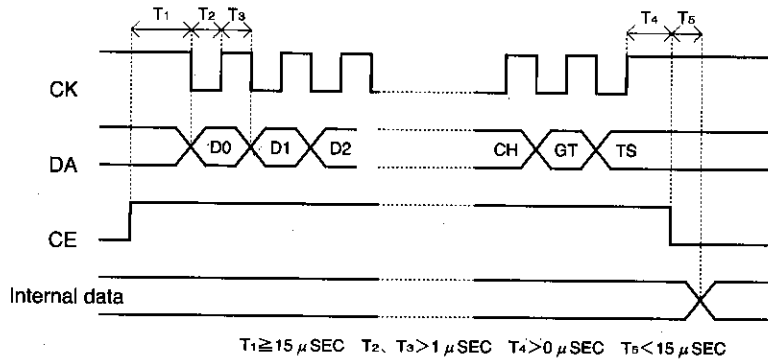 T1 T2 T3 T4 T5
CK
DA D0 D1 D2 CH GT TS
CE
Internal data
T1≧15 μSEC T2、T3>1 μSEC T4>0 μSEC T5<15 μSEC